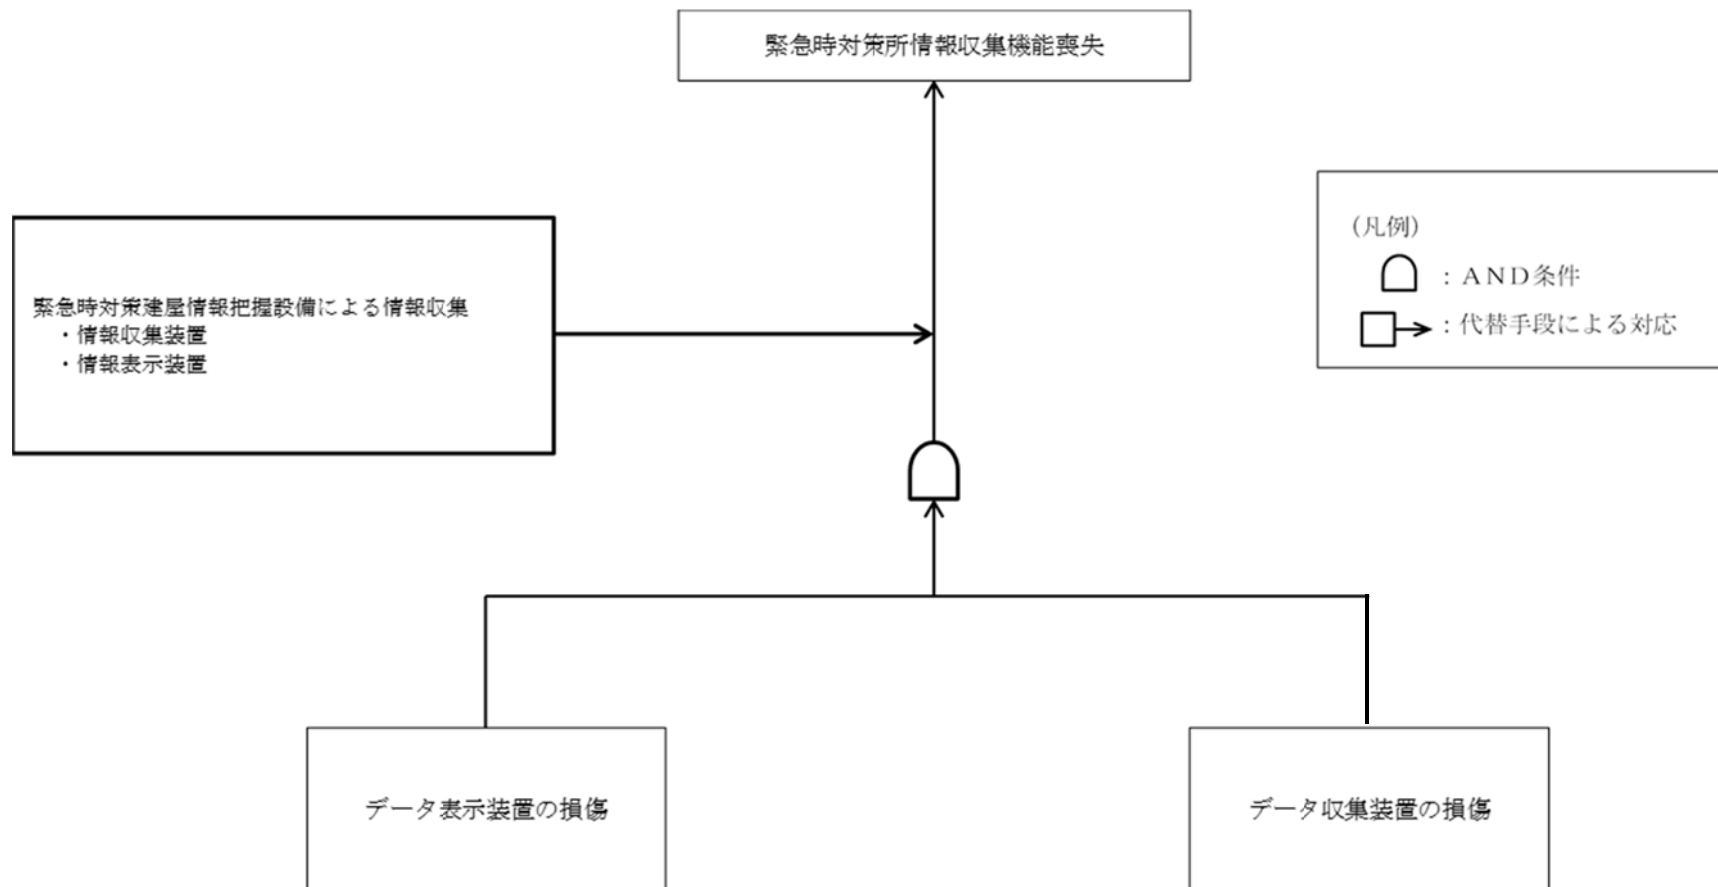 緊急時対策所情報収集機能喪失
緊急時対策建屋情報把握設備による情報収集
・情報収集装置
・情報表示装置
(凡例)
：ＡＮＤ条件
：代替手段による対応
データ表示装置の損傷
データ収集装置の損傷